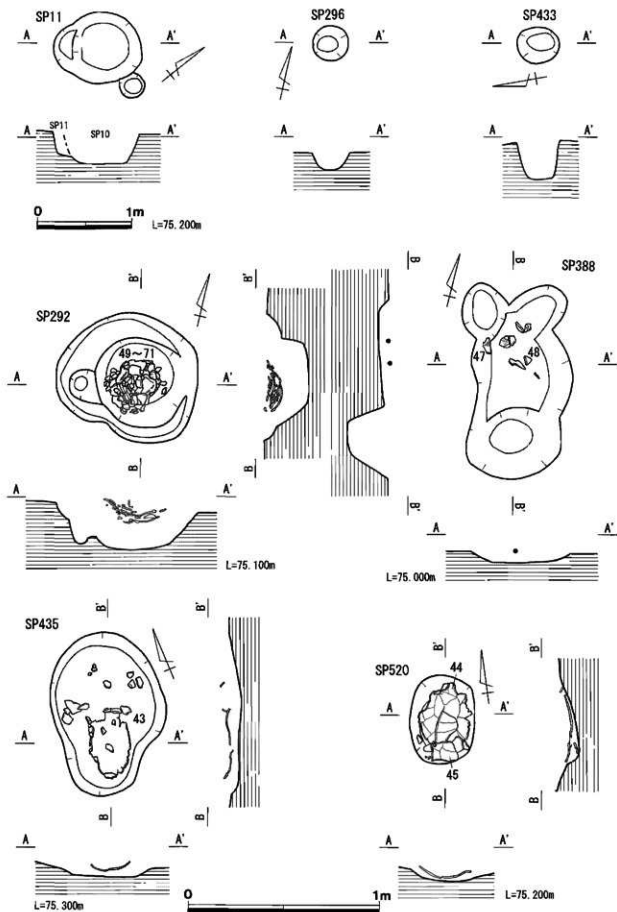 SP11
A A'
SP296
A A'
SP433
A A'
SP11
SP10
A A'
A A'
A A'
0 1m
L=75.200m
SP292
B'
49~71
A A'
B
B'
B
A A'
L=75.100m
B
B'
SP388
B
47
48
A A'
B'
A A'
L=75.000m
SP435
B'
43
A A'
B
B'
B
A A'
L=75.300m
SP520
B'
44
A A'
45
B
B'
B
A A'
L=75.200m
0 1m